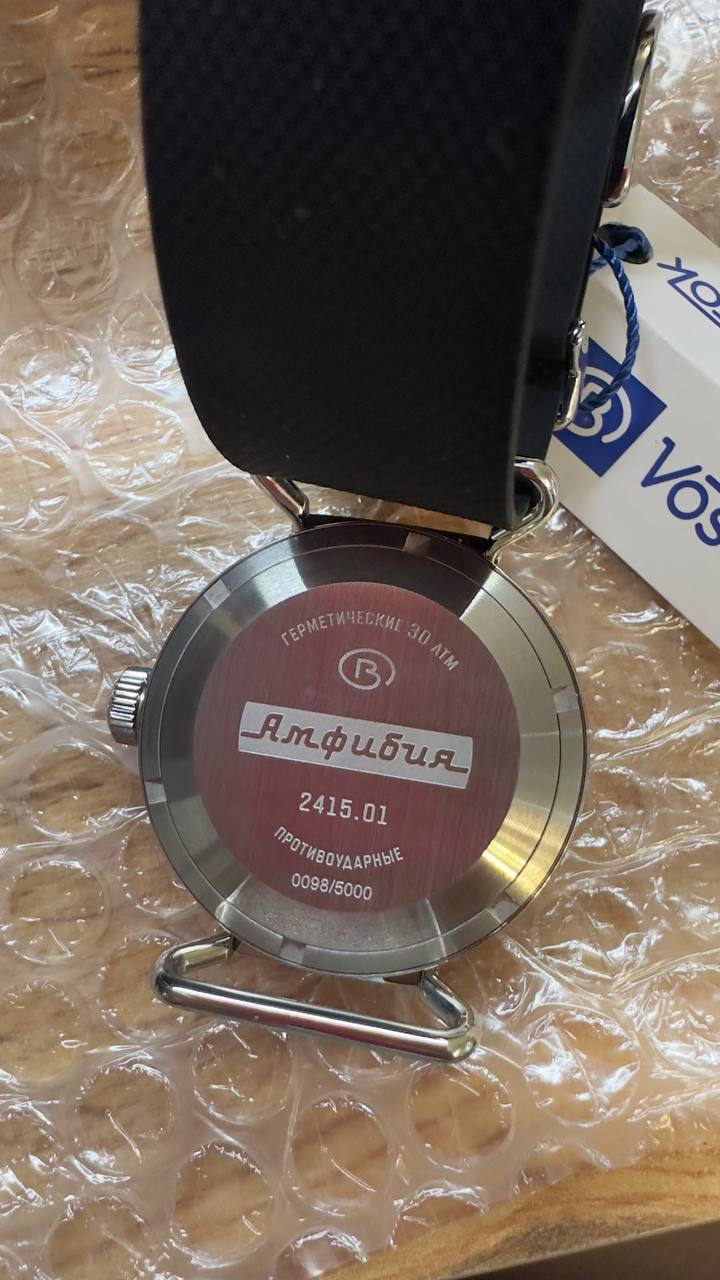 ГЕРМЕТИЧЕСКИЕ 30 АТМ
В
Амфибия
2415.01
ПРОТИВОУДАРНЫЕ
0098/5000
В